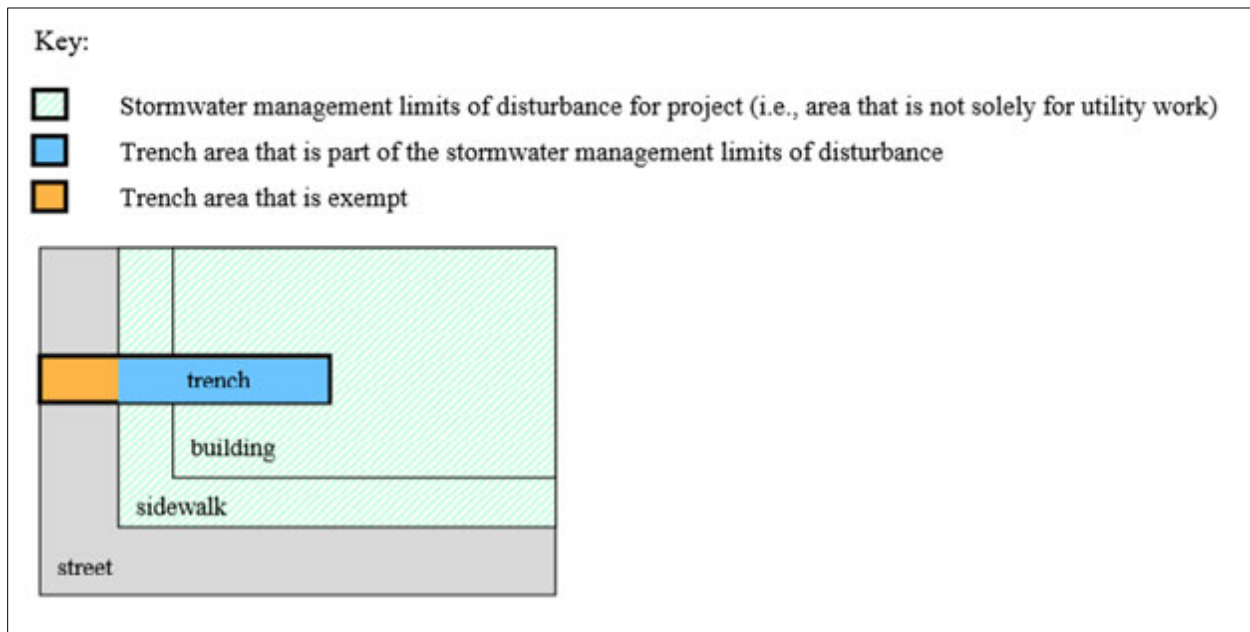 Key:
Stormwater management limits of disturbance for project (i.e., area that is not solely for utility work)
Trench area that is part of the stormwater management limits of disturbance
Trench area that is exempt
trench
building
sidewalk
street